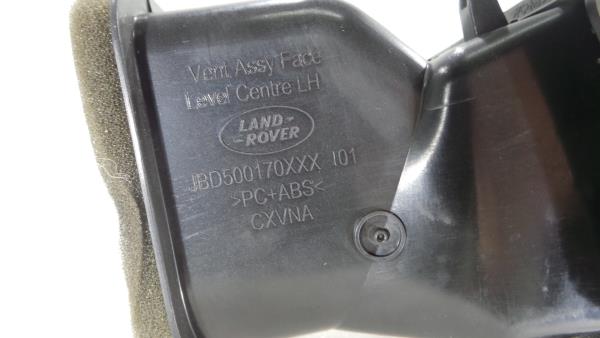 Vent Assy Face
Level Centre LH
LAND
ROVER
JBD500170XXX I01
>PC+ABS<
CXVNA